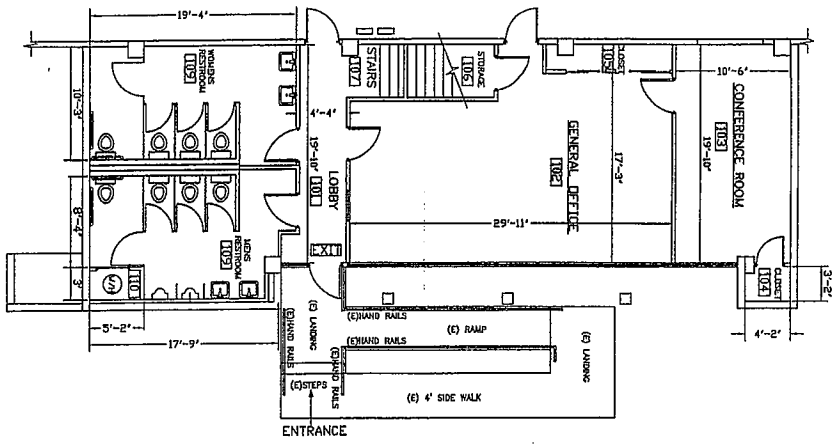 19'-4"
WOMENS
RESTROOM
109
10'-3"
STAIRS
107
STORAGE
106
CLOSET
105
10'-6"
4'-4"
19'-10"
LOBBY
101
GENERAL OFFICE
102
17'-3"
29'-11"
CONFERENCE ROOM
103
19'-10"
8'-4"
MENS
RESTROOM
109
EXIT
3'
WH
110
5'-2"
17'-9"
CLOSET
104
3'-2"
4'-2"
(E)HAND RAILS
(E) LANDING
(E)HAND RAILS
(E) RAMP
(E)HAND RAILS
(E)HAND RAILS
(E) LANDING
(E)STEPS
(E) 4' SIDE WALK
ENTRANCE